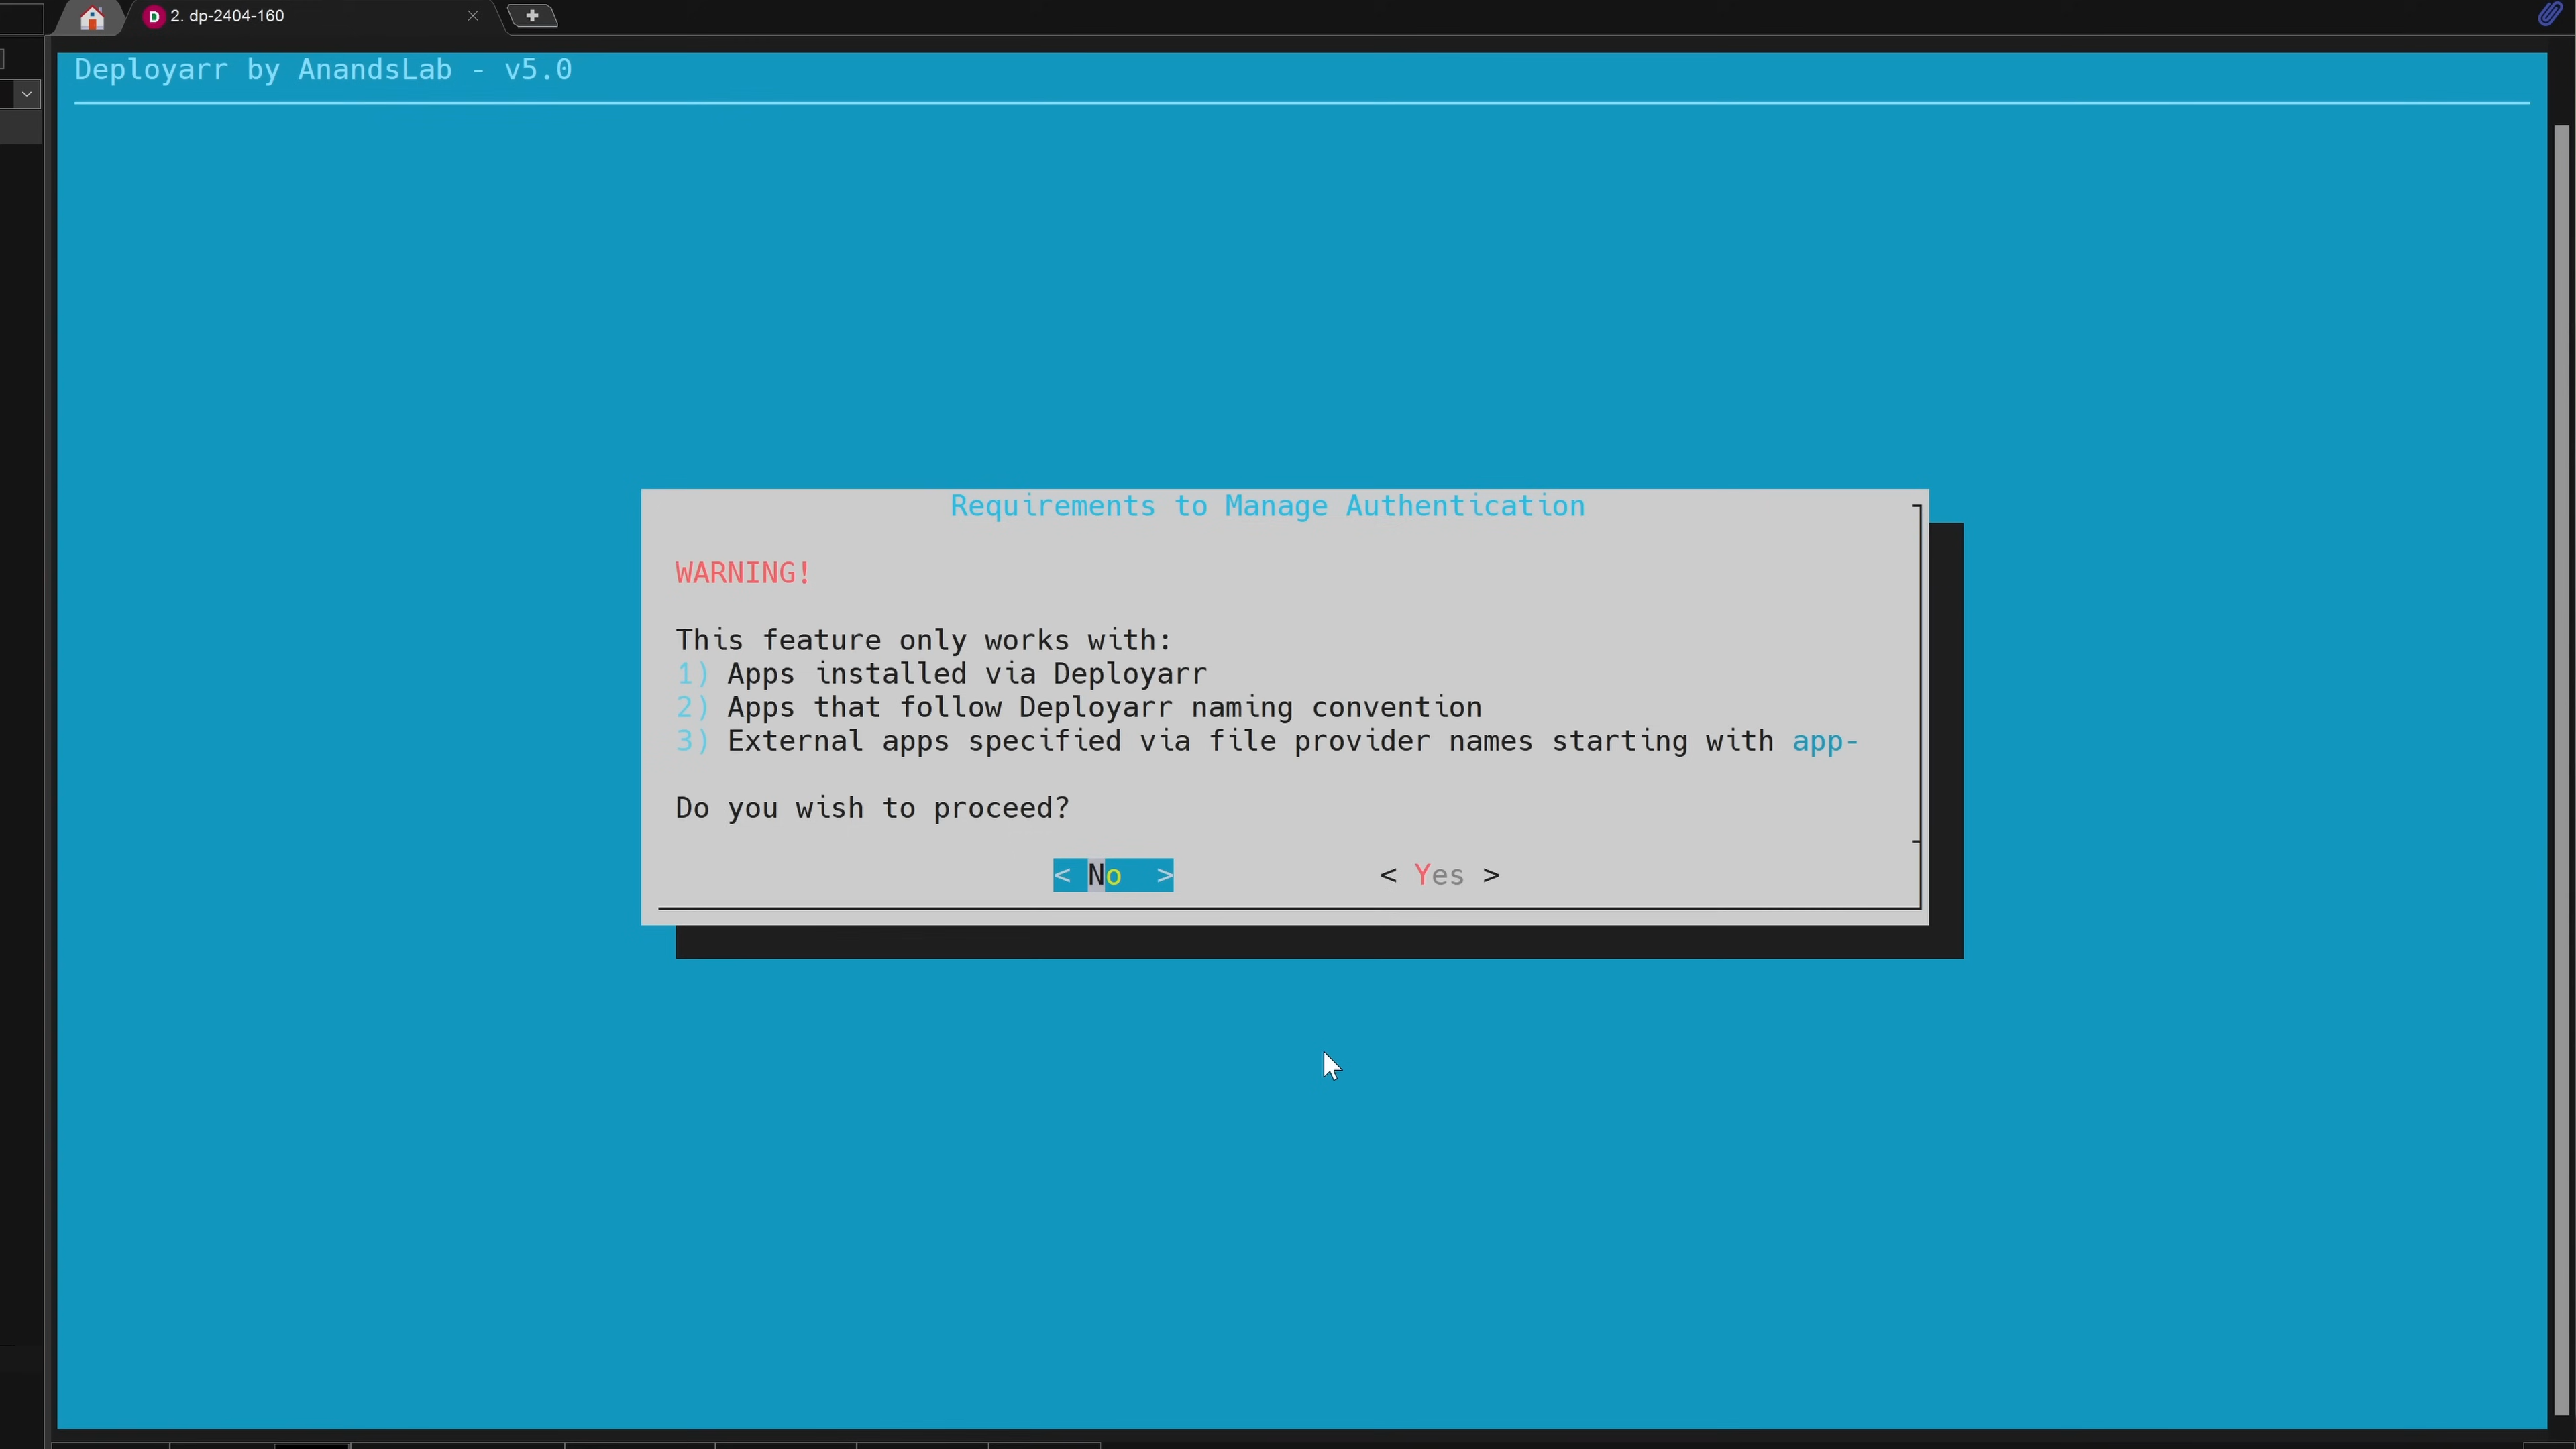 D 2. dp-2404-160
Deployarr by AnandsLab - v5.0
Requirements to Manage Authentication
WARNING!
This feature only works with:
1) Apps installed via Deployarr
2) Apps that follow Deployarr naming convention
3) External apps specified via file provider names starting with app-
Do you wish to proceed?
< No > < Yes >